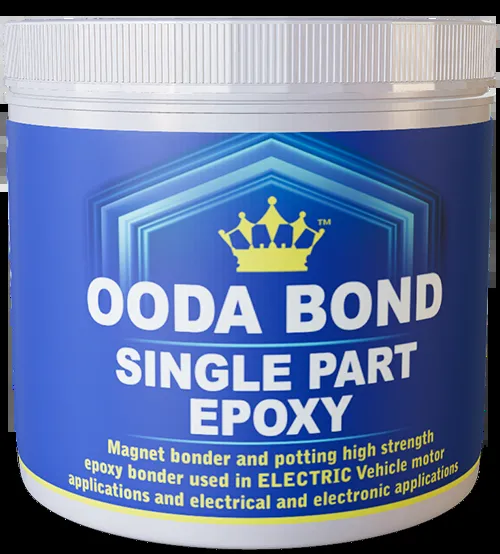 ™
OODA BOND
SINGLE PART
EPOXY
Magnet bonder and potting high strength
epoxy bonder used in ELECTRIC Vehicle motor
applications and electrical and electronic applications